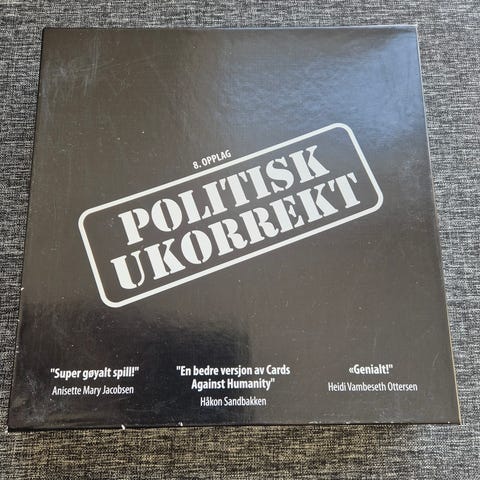 8. OPPLAG
POLITISK
UKORREKT
"Super gøyalt spill!"
Anisette Mary Jacobsen
"En bedre versjon av Cards
Against Humanity"
Håkon Sandbakken
«Genialt!"
Heidi Vambeseth Ottersen